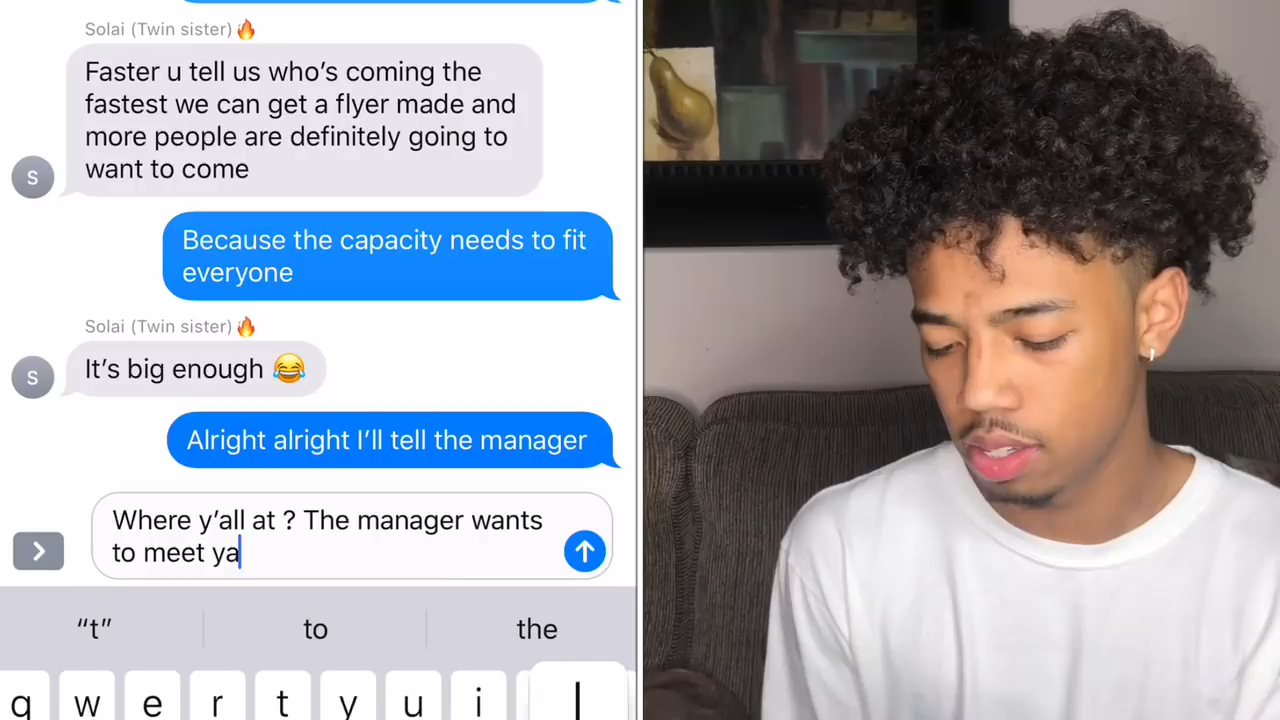 Solai (Twin sister)🔥
Faster u tell us who’s coming the
fastest we can get a flyer made and
more people are definitely going to
want to come
S
Because the capacity needs to fit
everyone
Solai (Twin sister)🔥
It’s big enough 😂
S
Alright alright I’ll tell the manager
Where y’all at ? The manager wants
to meet ya
“t” to the
q w e r t y u i l